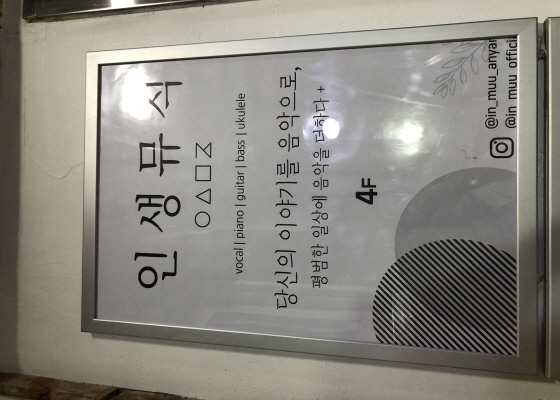 인생뮤직
vocal | piano | guitar | bass | ukulele
당신의 이야기를 음악으로,
평범한 일상에 음악을 더하다 +
4F
@in_muu_anyan
@in_muu_offici